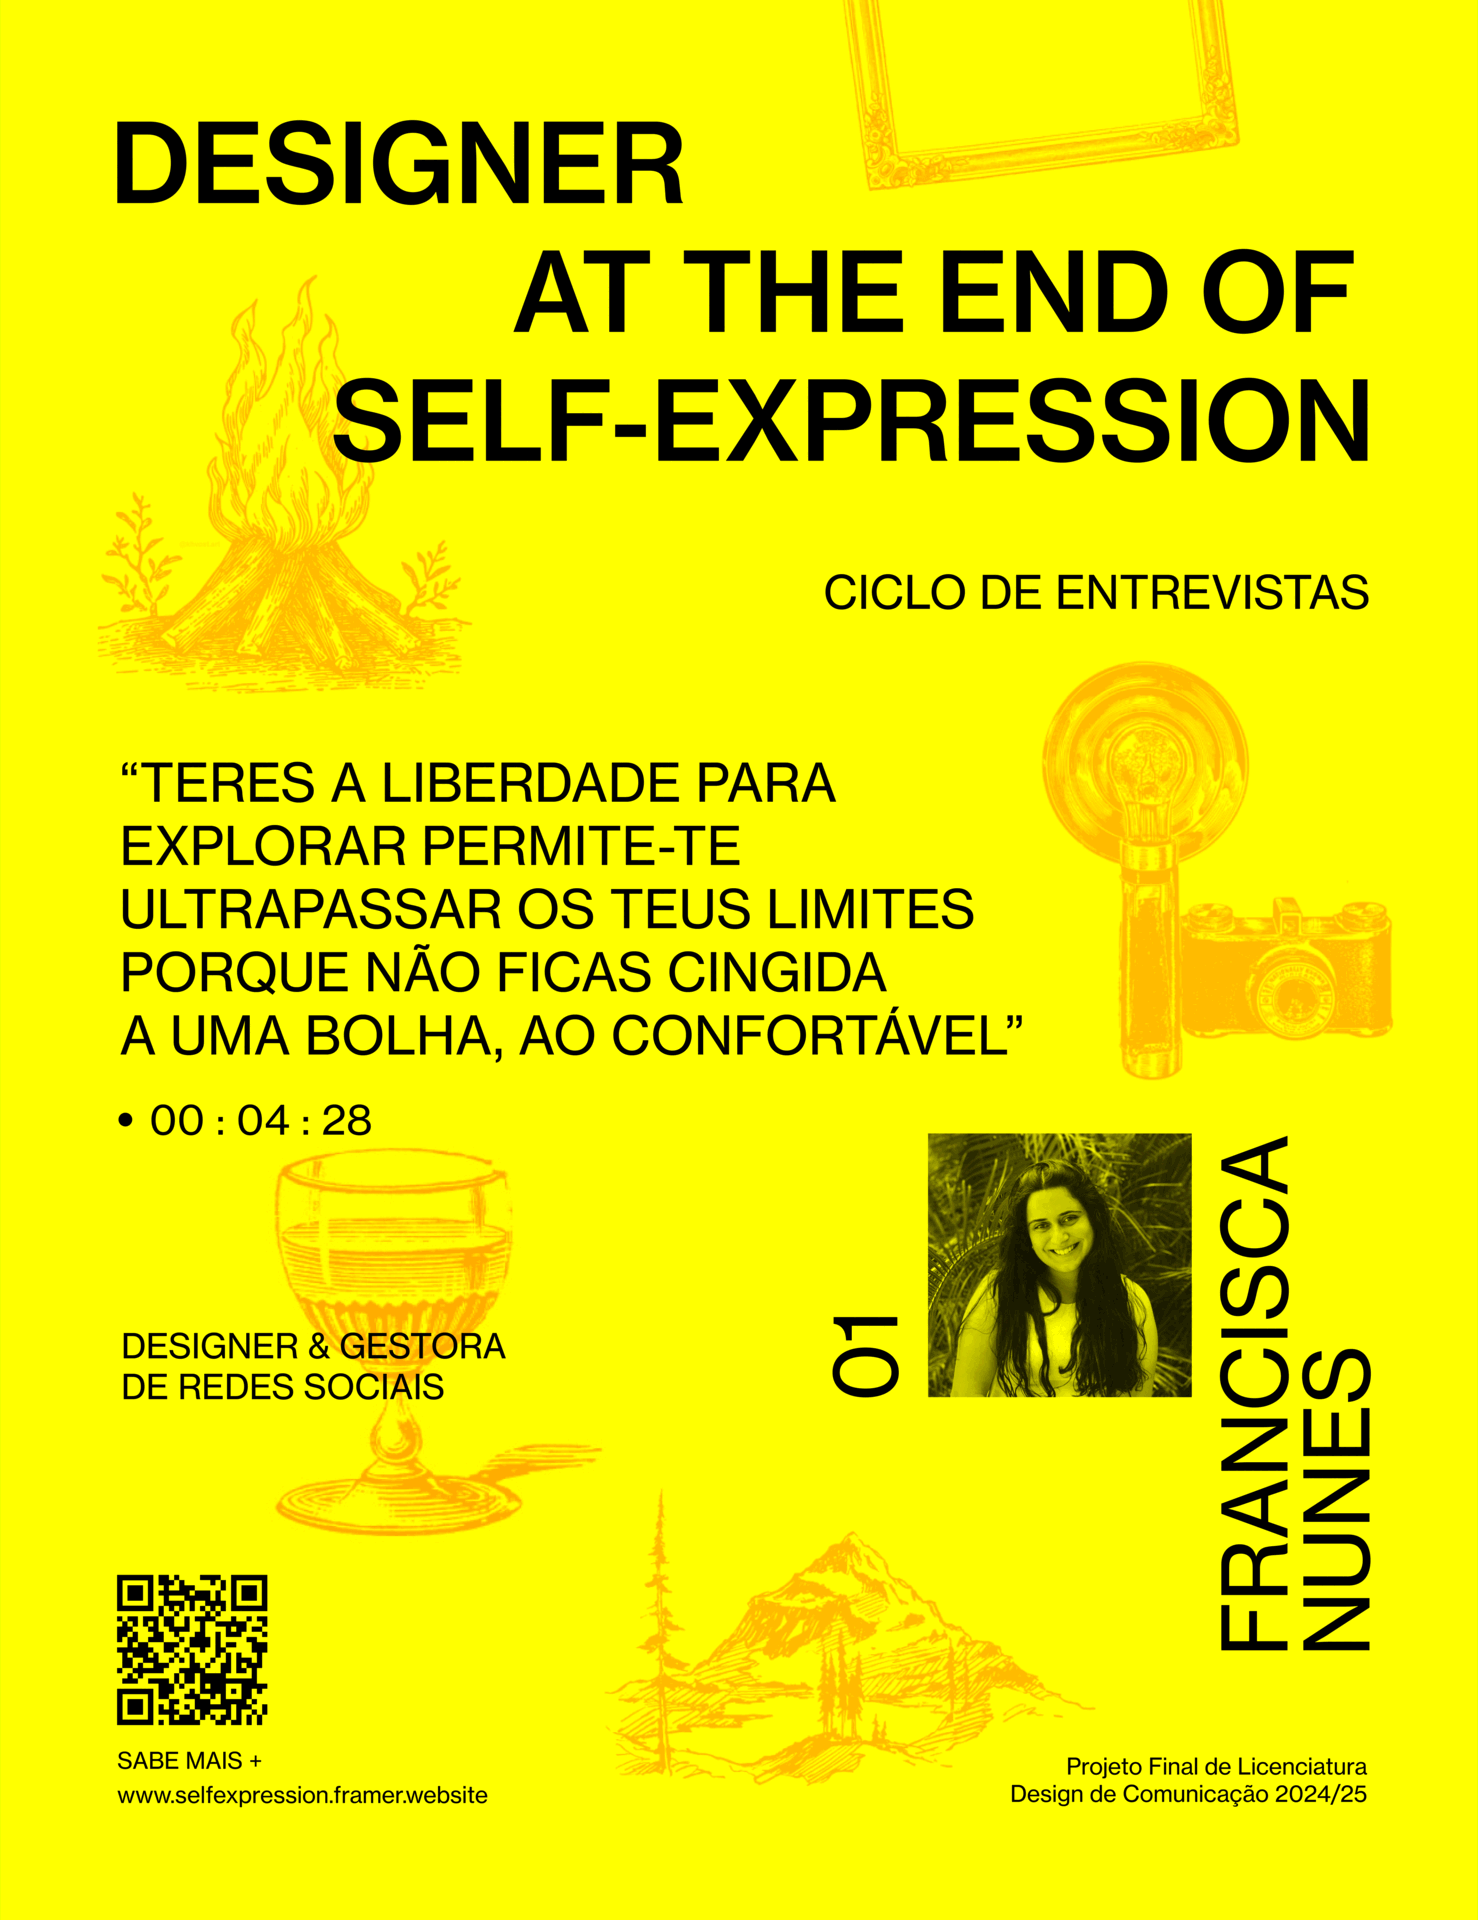 DESIGNER
AT THE END OF
SELF-EXPRESSION
CICLO DE ENTREVISTAS
“TERES A LIBERDADE PARA
EXPLORAR PERMITE-TE
ULTRAPASSAR OS TEUS LIMITES
PORQUE NÃO FICAS CINGIDA
A UMA BOLHA, AO CONFORTÁVEL”
• 00 : 04 : 28
DESIGNER & GESTORA
DE REDES SOCIAIS
01
FRANCISCA
NUNES
SABE MAIS +
www.selfexpression.framer.website
Projeto Final de Licenciatura
Design de Comunicação 2024/25